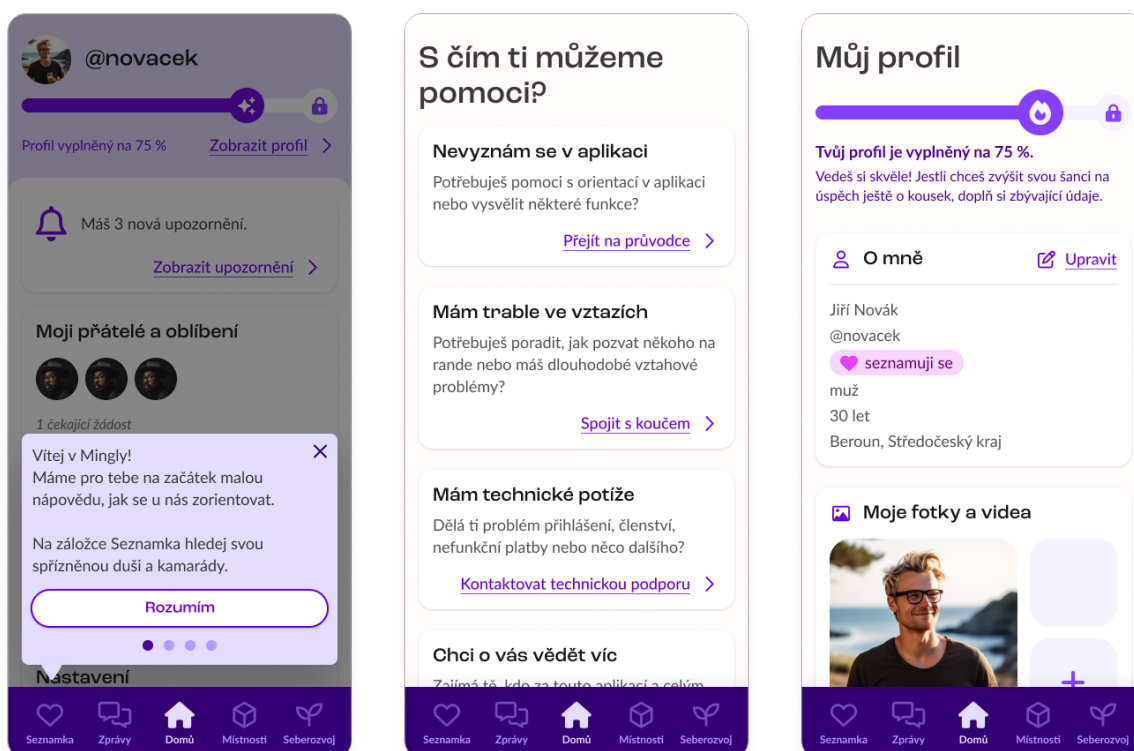 @novacek
Profil vyplněný na 75 %
Zobrazit profil
Máš 3 nová upozornění.
Zobrazit upozornění
Moji přátelé a oblíbení
1 čekající žádost
Vítej v Mingly!
Máme pro tebe na začátek malou
nápovědu, jak se u nás zorientovat.
Na záložce Seznamka hledej svou
spřízněnou duši a kamarády.
Rozumím
Nastavení
Seznamka
Zprávy
Domů
Místnosti
Seberozvoj
S čím ti můžeme
pomoci?
Nevyznám se v aplikaci
Potřebuješ pomoci s orientací v aplikaci
nebo vysvělit některé funkce?
Přejít na průvodce
Mám trable ve vztazích
Potřebuješ poradit, jak pozvat někoho na
rande nebo máš dlouhodobé vztahové
problémy?
Spojit s koučem
Mám technické potíže
Dělá ti problém přihlášení, členství,
nefunkční platby nebo něco dalšího?
Kontaktovat technickou podporu
Chci o vás vědět víc
Zajímá tě, kdo za touto aplikací a celým
Seznamka
Zprávy
Domů
Místnosti
Seberozvoj
Můj profil
Tvůj profil je vyplněný na 75 %.
Vedeš si skvěle! Jestli chceš zvýšit svou šanci na
úspěch ještě o kousek, doplň si zbývající údaje.
O mně
Upravit
Jiří Novák
@novacek
seznamuji se
muž
30 let
Beroun, Středočeský kraj
Moje fotky a videa
Seznamka
Zprávy
Domů
Místnosti
Seberozvoj